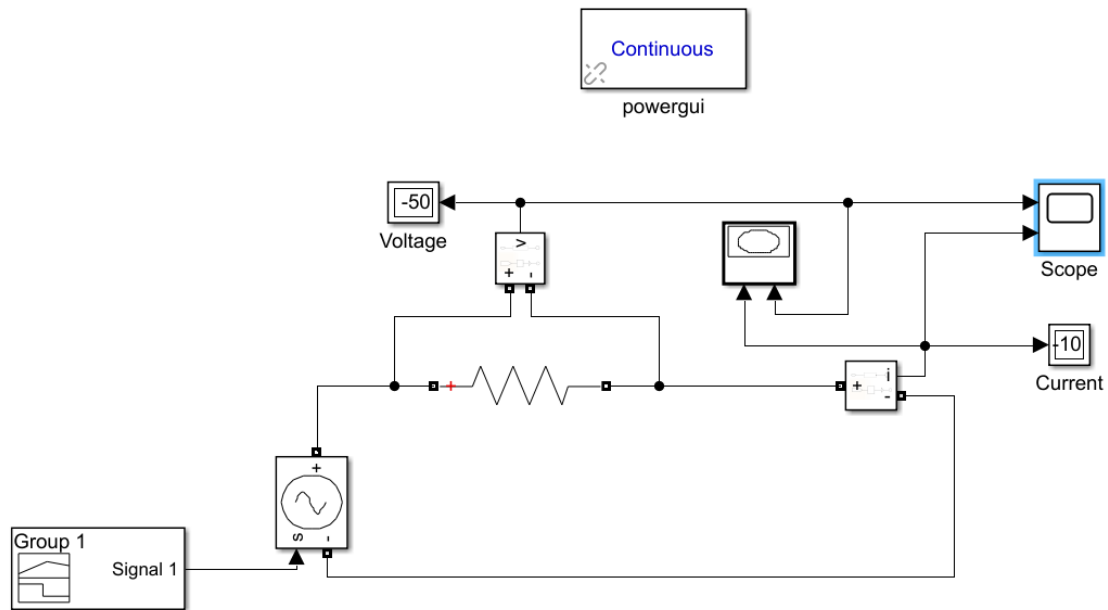 Continuous
powergui
-50
Voltage
v
+ -
Scope
-10
Current
+
i
-
+
+
s -
Group 1
Signal 1